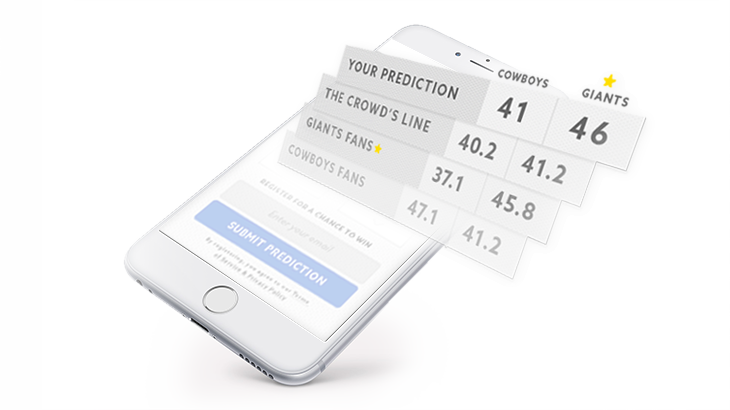 COWBOYS GIANTS
YOUR PREDICTION 41 46
THE CROWD'S LINE 40.2 41.2
GIANTS FANS 37.1 45.8
COWBOYS FANS 47.1 41.2
REGISTER FOR A CHANCE TO WIN
Enter your email
SUBMIT PREDICTION
By registering, you agree to our Terms
of Service & Privacy Policy